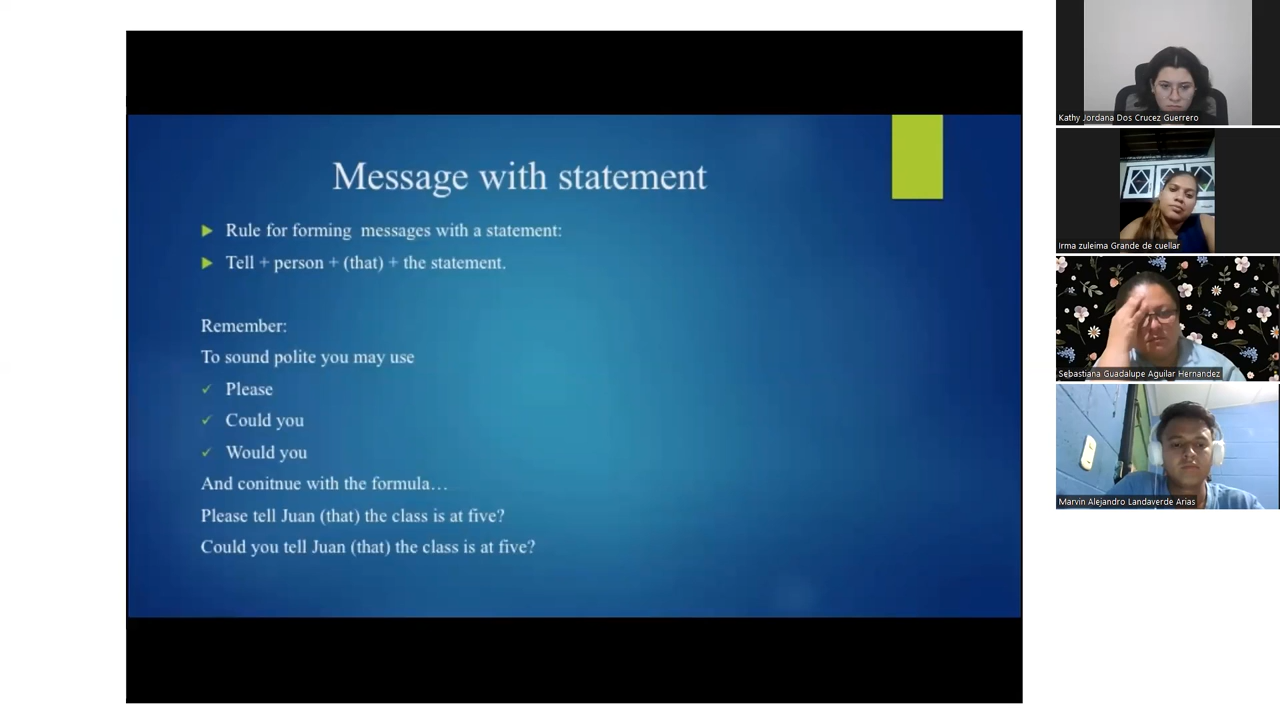 Message with statement
Rule for forming messages with a statement:
Tell + person + (that) + the statement.
Remember:
To sound polite you may use
Please
Could you
Would you
And conitnue with the formula…
Please tell Juan (that) the class is at five?
Could you tell Juan (that) the class is at five?
Kathy Jordana Dos Crucez Guerrero
Irma zuleima Grande de cuellar
Sebastiana Guadalupe Aguilar Hernandez
Marvin Alejandro Landaverde Arias